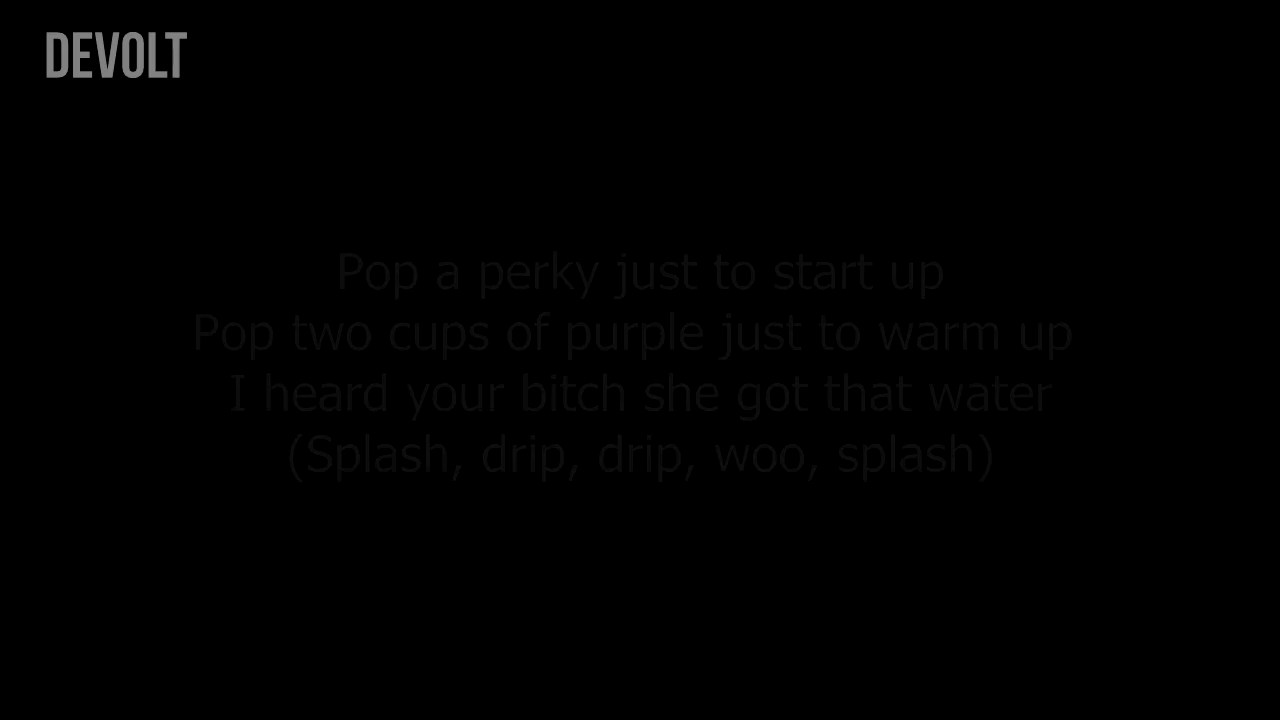 DEVOLT
Pop a perky just to start up
Pop two cups of purple just to warm up
I heard your bitch she got that water
(Splash, drip, drip, woo, splash)